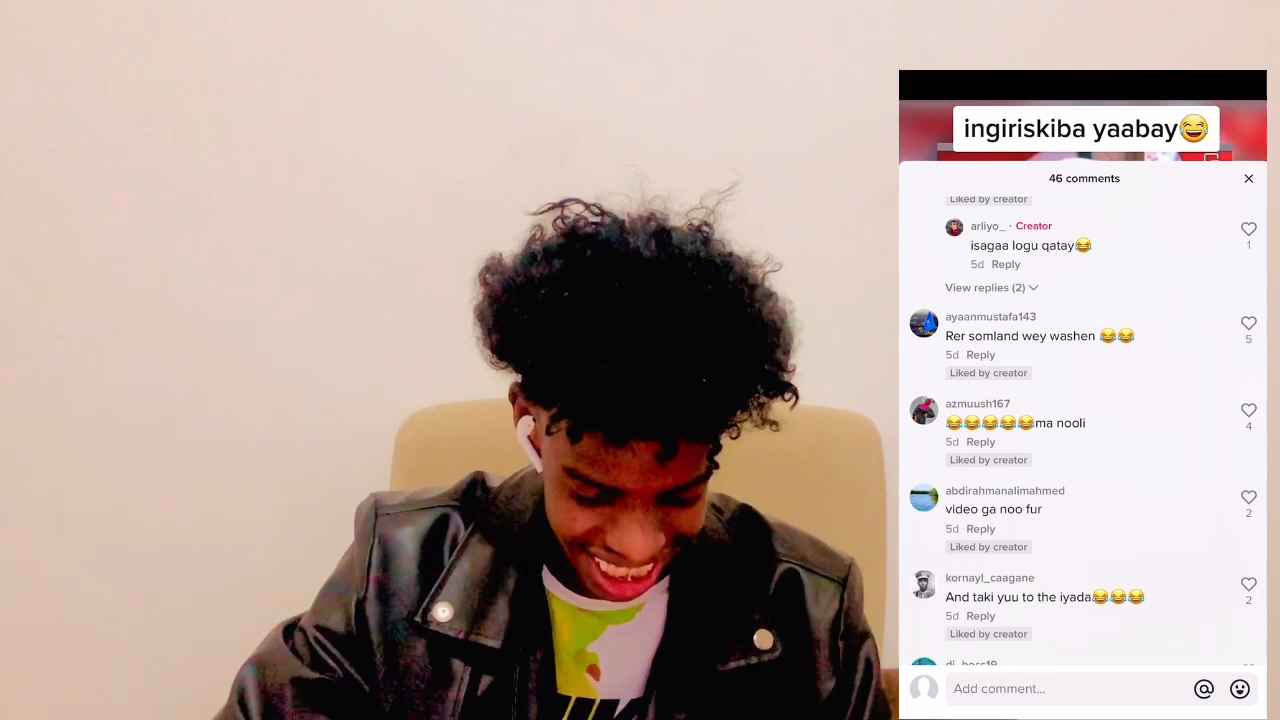 ingiriskiba yaabay😂
46 comments
Liked by creator
arliyo_ · Creator
isagaa logu qatay😂
1
5d Reply
View replies (2)
ayaanmustafa143
Rer somland wey washen 😂😂
5
5d Reply
Liked by creator
azmuush167
😂😂😂😂😂ma nooli
4
5d Reply
Liked by creator
abdirahmanalimahmed
video ga noo fur
2
5d Reply
Liked by creator
kornayl_caagane
And taki yuu to the iyada😂😂😂
2
5d Reply
Liked by creator
Add comment...